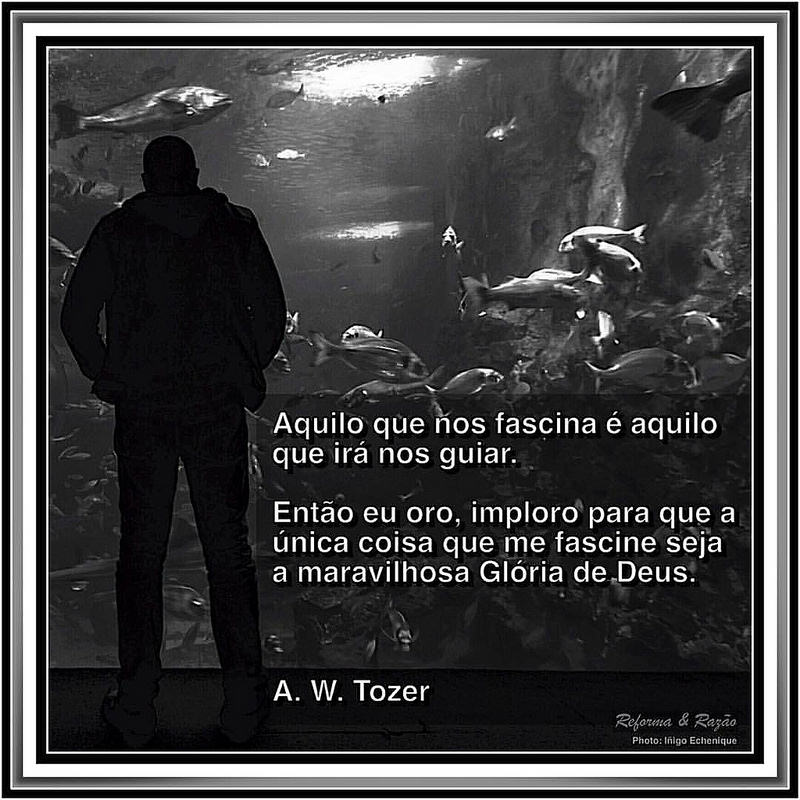 Aquilo que nos fascina é aquilo
que irá nos guiar.
Então eu oro, imploro para que a
única coisa que me fascine seja
a maravilhosa Glória de Deus.
A. W. Tozer
Reforma & Razão
Photo: Iñigo Echenique